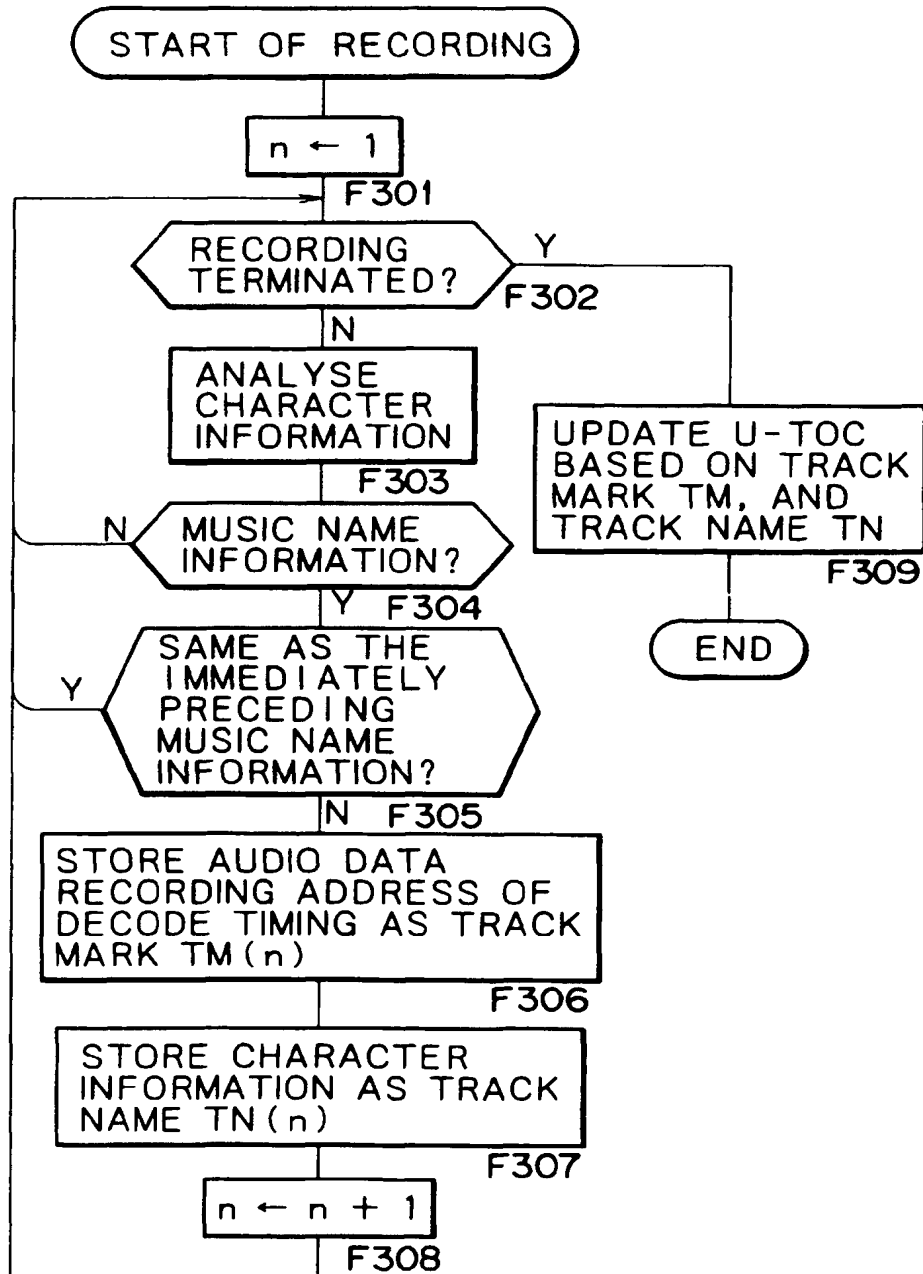 START OF RECORDING
n ← 1
F301
RECORDING
TERMINATED?
Y
F302
N
ANALYSE
CHARACTER
INFORMATION
F303
MUSIC NAME
INFORMATION?
N
Y
F304
SAME AS THE
IMMEDIATELY
PRECEDING
MUSIC NAME
INFORMATION?
Y
N
F305
STORE AUDIO DATA
RECORDING ADDRESS OF
DECODE TIMING AS TRACK
MARK TM(n)
F306
STORE CHARACTER
INFORMATION AS TRACK
NAME TN(n)
F307
n ← n + 1
F308
UPDATE U-TOC
BASED ON TRACK
MARK TM, AND
TRACK NAME TN
F309
END